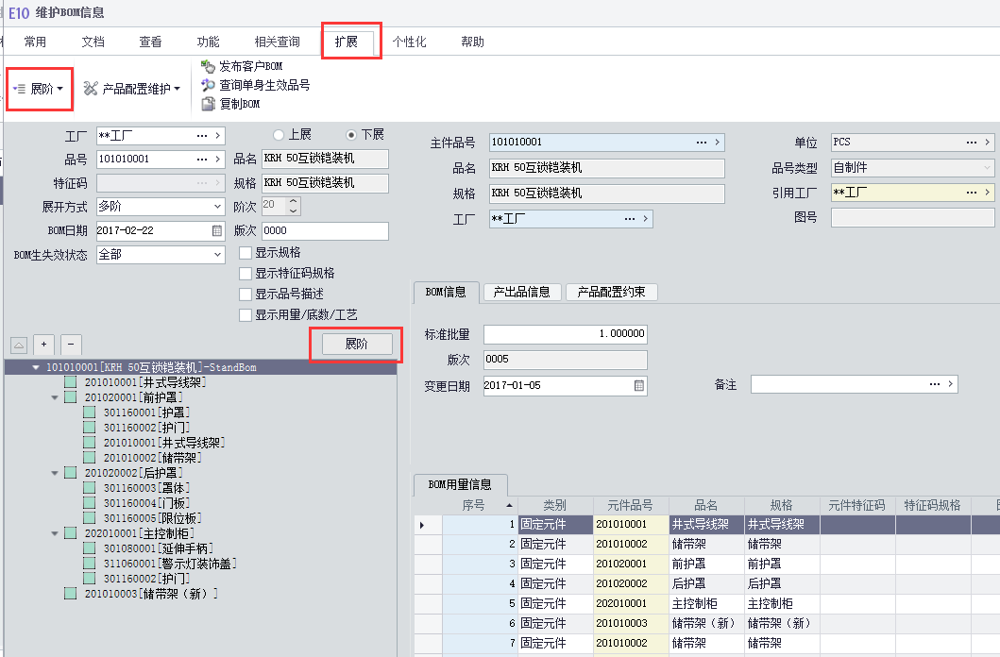 E10 维护BOM信息
常用 文档 查看 功能 相关查询 扩展 个性化 帮助
展阶 产品配置维护
发布客户BOM
查询单身生效品号
复制BOM
工厂 **工厂 上展 下展
品号 101010001 品名 KRH 50互锁铠装机
特征码 规格 KRH 50互锁铠装机
展开方式 多阶 阶次 20
BOM日期 2017-02-22 版次 0000
BOM生失效状态 全部
显示规格
显示特征码规格
显示品号描述
显示用量/底数/工艺
展阶
101010001[KRH 50互锁铠装机]-StandBom
201010001[井式导线架]
201020001[前护罩]
301160001[护罩]
301160002[护门]
201010001[井式导线架]
201010002[储带架]
201020002[后护罩]
301160003[罩体]
301160004[门板]
301160005[限位板]
202010001[主控制柜]
301080001[延伸手柄]
311060001[警示灯装饰盖]
301160002[护门]
201010003[储带架（新）]
主件品号 101010001 单位 PCS
品名 KRH 50互锁铠装机 品号类型 自制件
规格 KRH 50互锁铠装机 引用工厂 **工厂
工厂 **工厂 图号
BOM信息 产出品信息 产品配置约束
标准批量 1.000000
版次 0005
变更日期 2017-01-05 备注
BOM用量信息
序号 类别 元件品号 品名 规格 元件特征码 特征码规格
1 固定元件 201010001 井式导线架 井式导线架
2 固定元件 201010002 储带架 储带架
3 固定元件 201020001 前护罩 前护罩
4 固定元件 201020002 后护罩 后护罩
5 固定元件 202010001 主控制柜 主控制柜
6 固定元件 201010003 储带架（新） 储带架（新）
7 固定元件 201010002 储带架 储带架